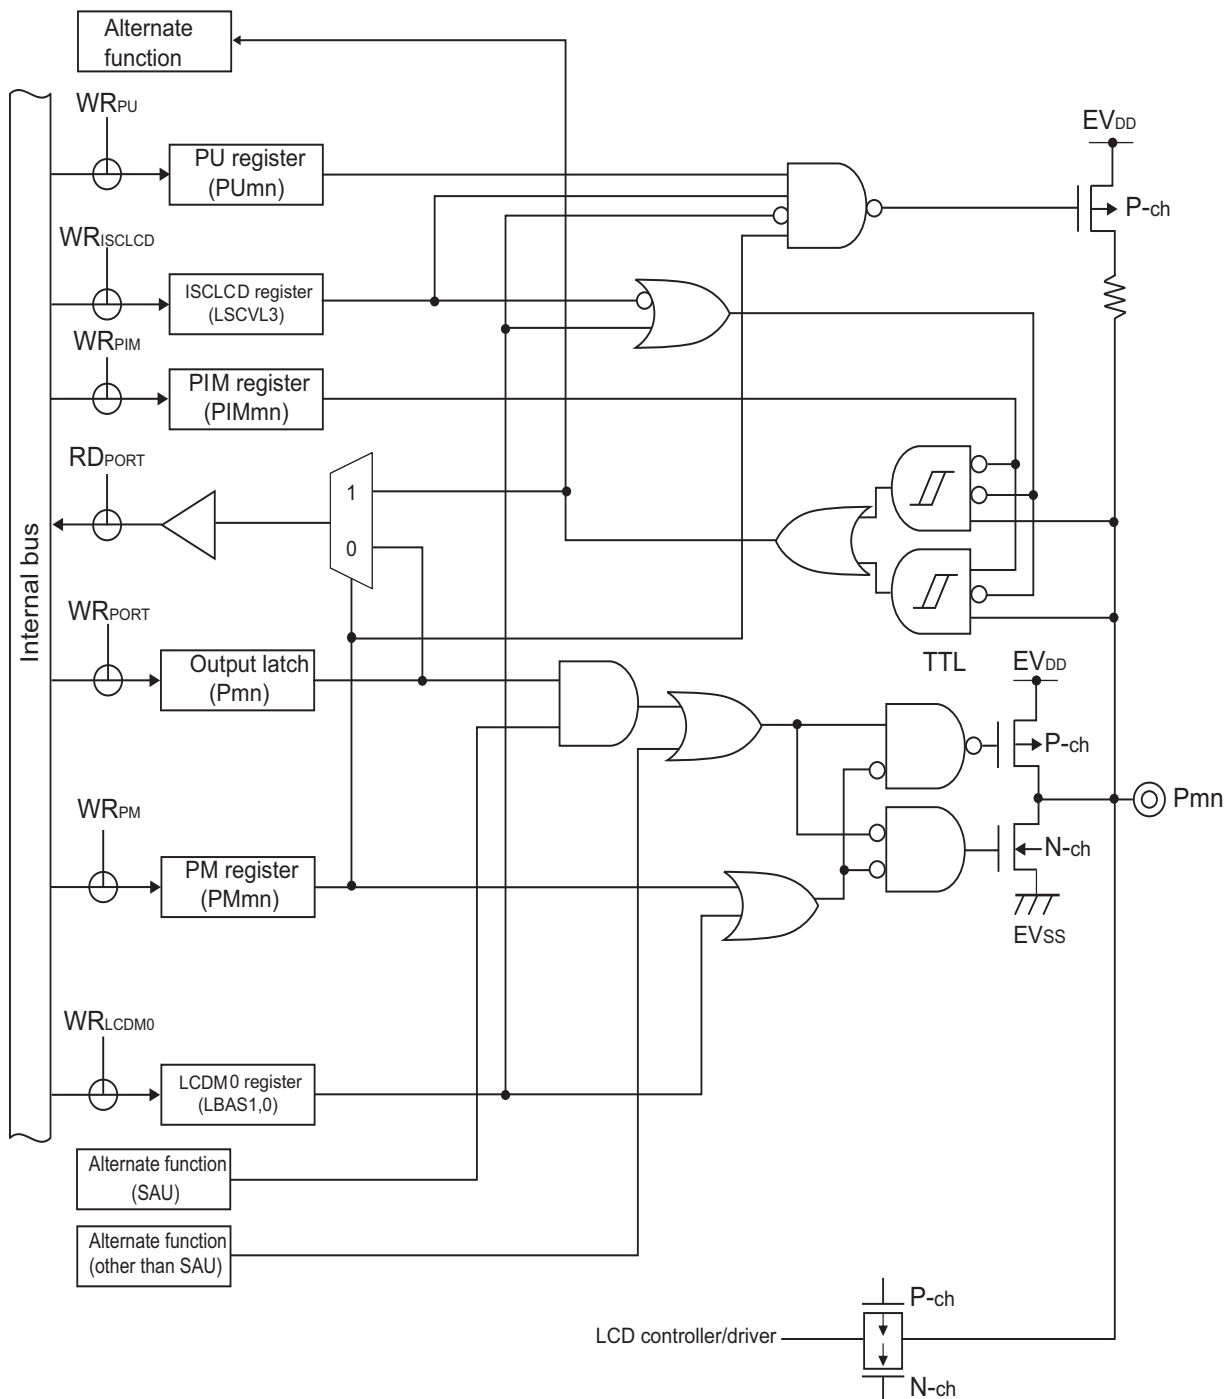 Alternate
function
WRPU
EVDD
PU register
(PUmn)
P-ch
WRISCLCD
ISCLCD register
(LSCVL3)
WRPIM
PIM register
(PIMmn)
RDPORT
1
0
Internal bus
WRPORT
Output latch
(Pmn)
TTL
EVDD
P-ch
Pmn
WRPM
N-ch
PM register
(PMmn)
EVSS
WRLCDM0
LCDM0 register
(LBAS1,0)
Alternate function
(SAU)
Alternate function
(other than SAU)
P-ch
LCD controller/driver
N-ch